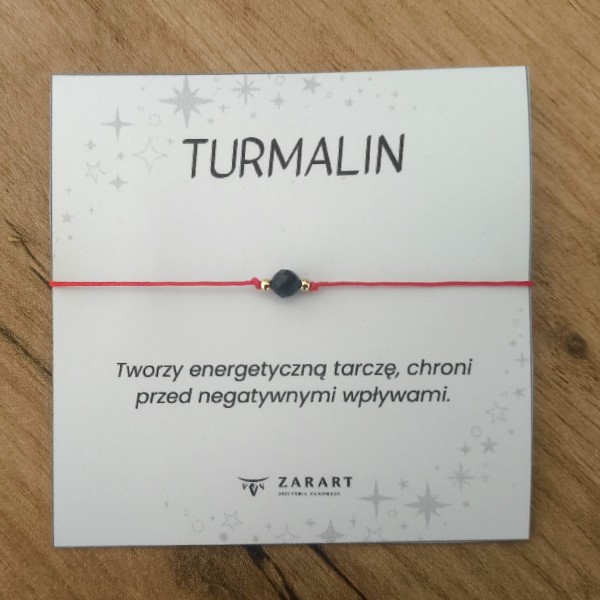 TURMALIN
Tworzy energetyczną tarczę, chroni
przed negatywnymi wpływami.
ZARART